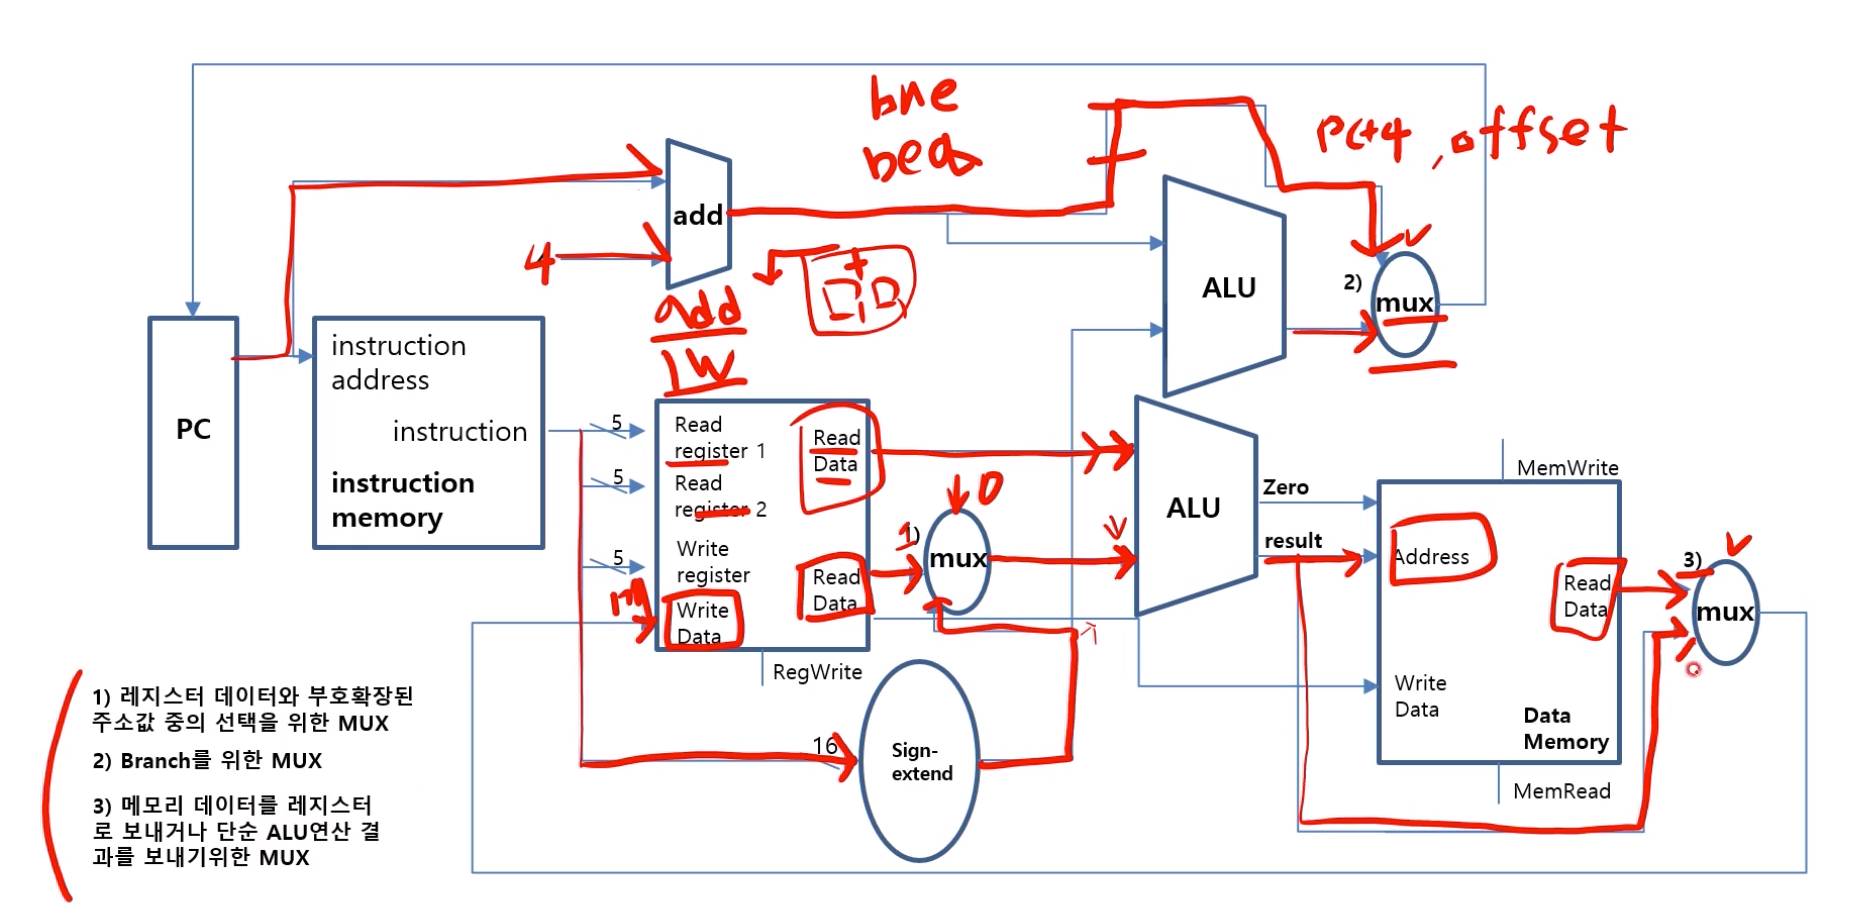 bne
beq
PC+4, offset
add
4
ALU
2)
mux
+
add
lw
instruction
address
PC
instruction
instruction
memory
5
5
5
Read
register 1
Read
register 2
Write
register
Write
Data
Read
Data
Read
Data
RegWrite
0
1)
mux
ALU
Zero
result
MemWrite
Address
Read
Data
Write
Data
Data
Memory
MemRead
3)
mux
16
Sign-
extend
1) 레지스터 데이터와 부호확장된
주소값 중의 선택을 위한 MUX
2) Branch를 위한 MUX
3) 메모리 데이터를 레지스터
로 보내거나 단순 ALU연산 결
과를 보내기위한 MUX